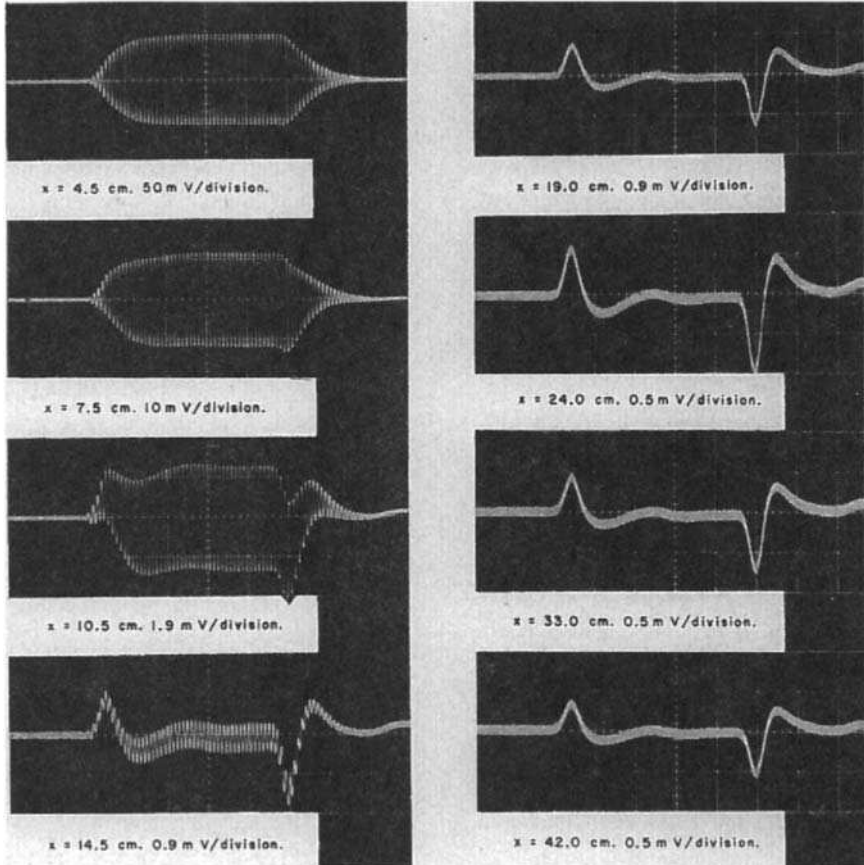 x = 4.5 cm. 50 m V/division.
x = 7.5 cm. 10 m V/division.
x = 10.5 cm. 1.9 m V/division.
x = 14.5 cm. 0.9 m V/division.
x = 19.0 cm. 0.9 m V/division.
x = 24.0 cm. 0.5 m V/division.
x = 33.0 cm. 0.5 m V/division.
x = 42.0 cm. 0.5 m V/division.